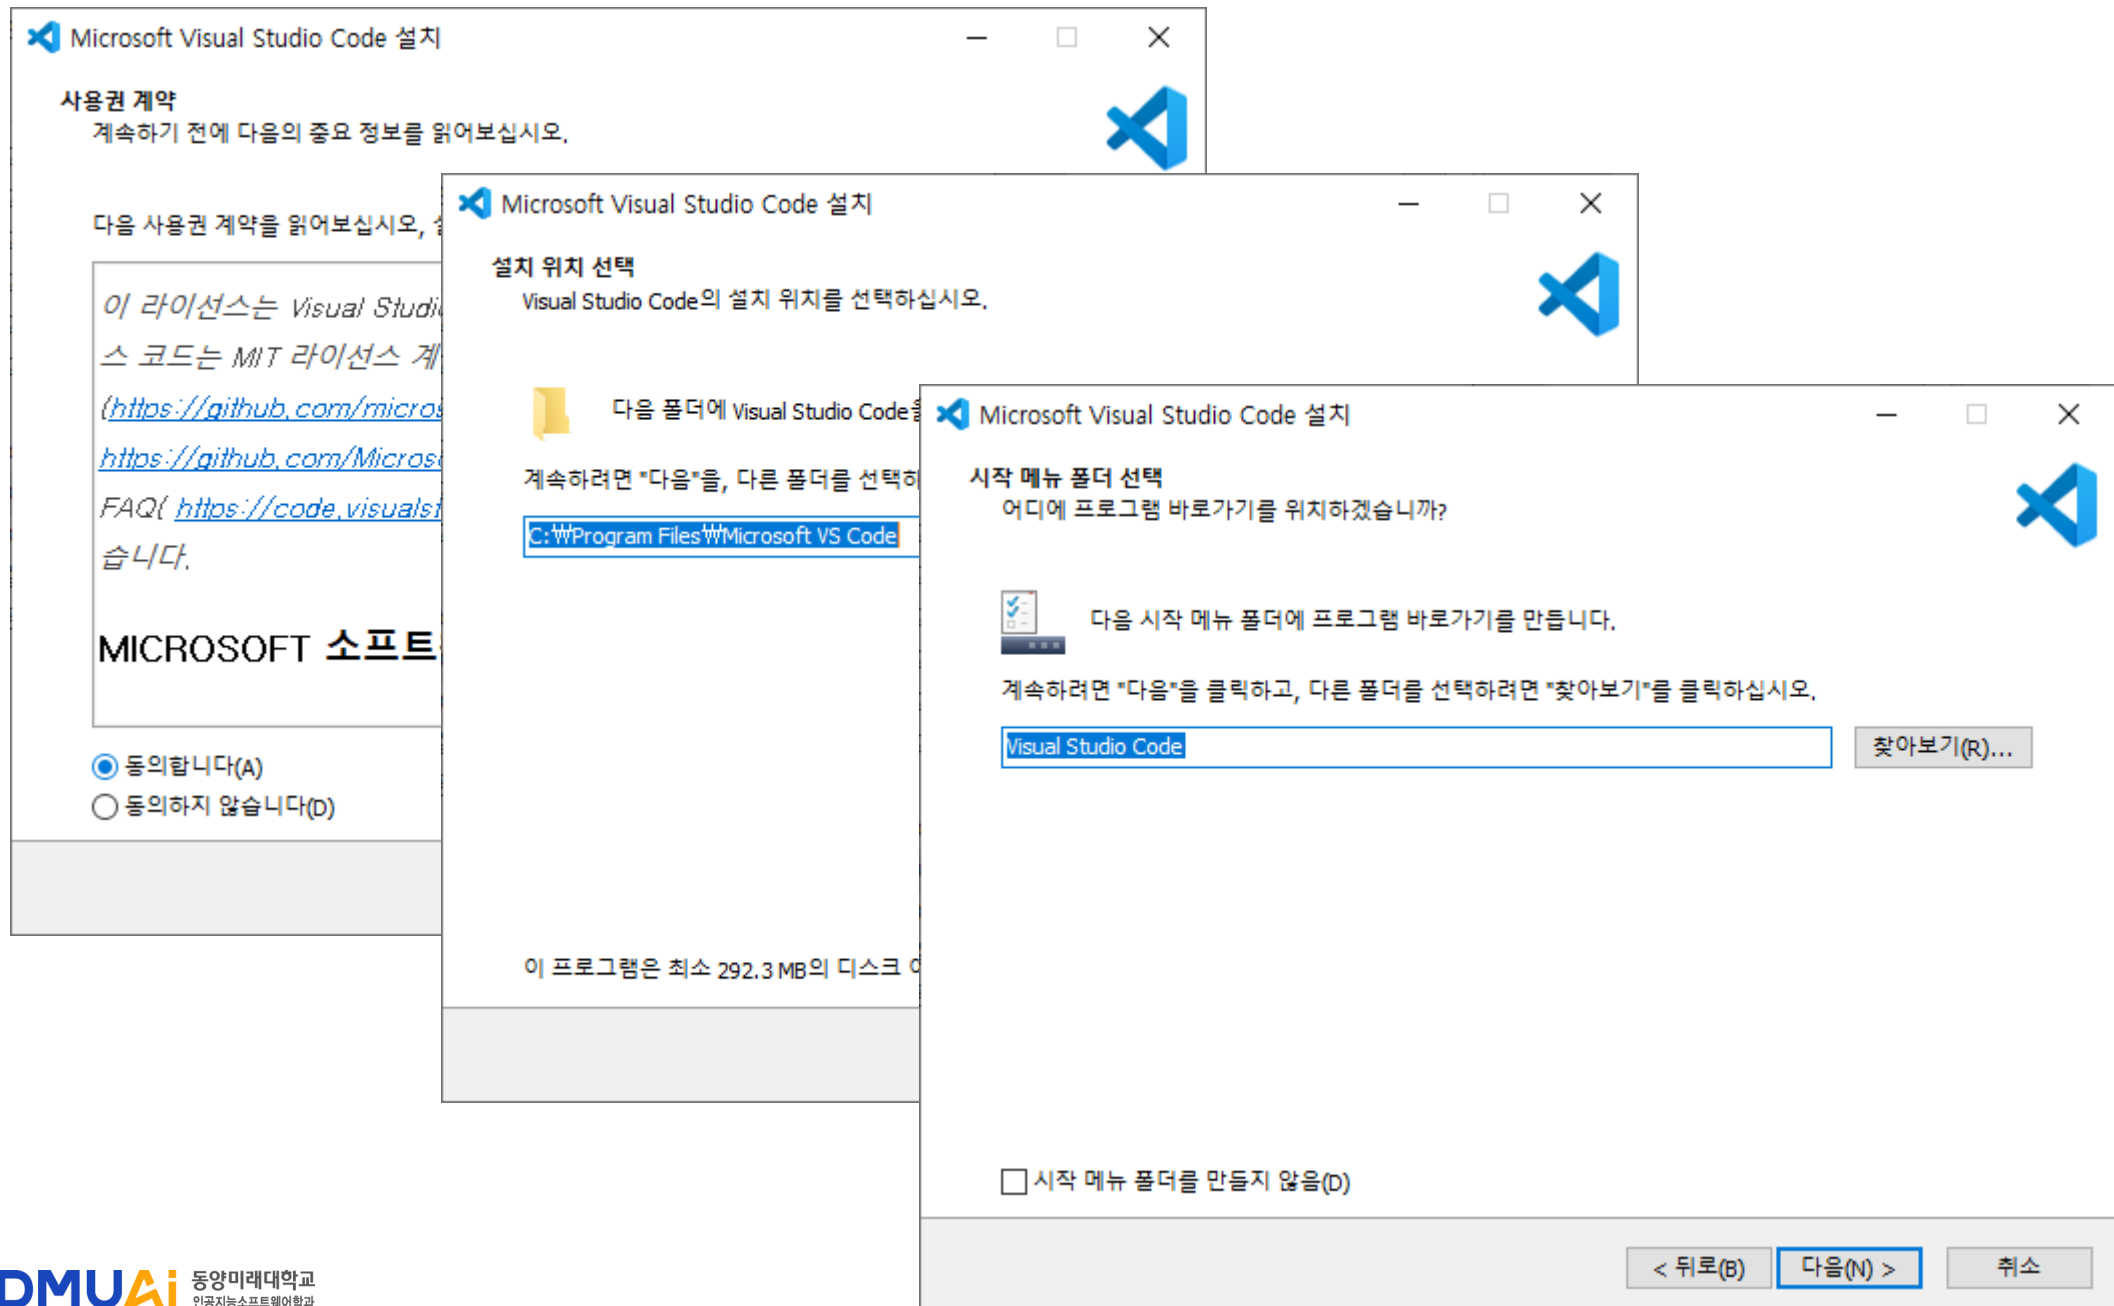 Microsoft Visual Studio Code 설치
사용권 계약
계속하기 전에 다음의 중요 정보를 읽어보십시오.
다음 사용권 계약을 읽어보십시오,
이 라이선스는 Visual Studi
스 코드는 MIT 라이선스 계
(https://github.com/micros
https://github.com/Micros
FAQ( https://code.visualst
습니다.
MICROSOFT 소프트
동의합니다(A)
동의하지 않습니다(D)
Microsoft Visual Studio Code 설치
설치 위치 선택
Visual Studio Code의 설치 위치를 선택하십시오.
다음 폴더에 Visual Studio Code
계속하려면 "다음"을, 다른 폴더를 선택하
C:₩Program Files₩Microsoft VS Code
이 프로그램은 최소 292.3 MB의 디스크
Microsoft Visual Studio Code 설치
시작 메뉴 폴더 선택
어디에 프로그램 바로가기를 위치하겠습니까?
다음 시작 메뉴 폴더에 프로그램 바로가기를 만듭니다.
계속하려면 "다음"을 클릭하고, 다른 폴더를 선택하려면 "찾아보기"를 클릭하십시오.
Visual Studio Code
찾아보기(R)...
시작 메뉴 폴더를 만들지 않음(D)
< 뒤로(B) 다음(N) > 취소
DMUAi 동양미래대학교
인공지능소프트웨어학과